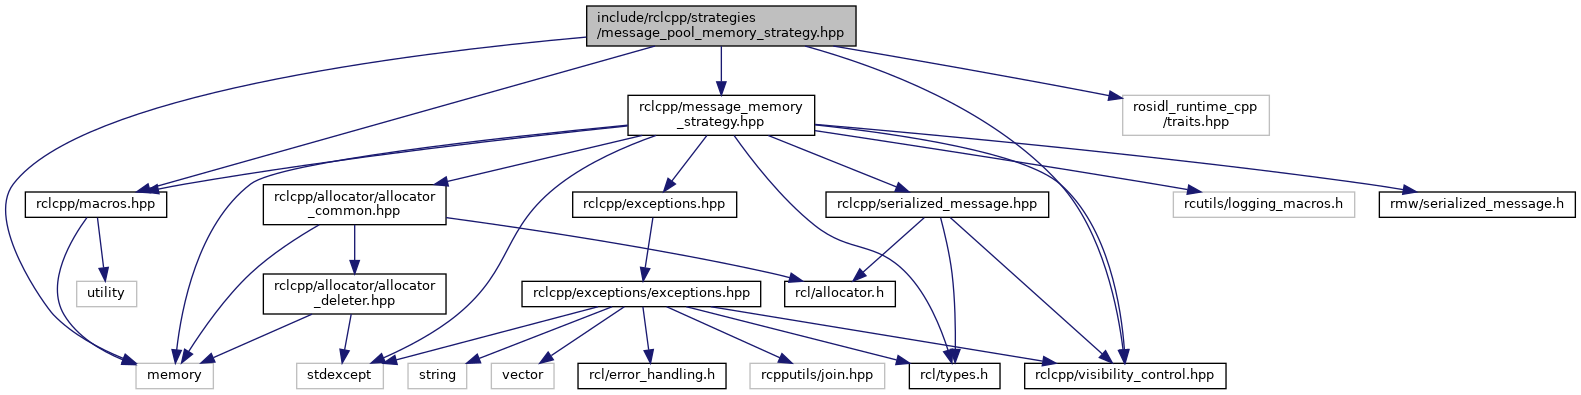 include/rclcpp/strategies
/message_pool_memory_strategy.hpp
rclcpp/message_memory
_strategy.hpp
rosidl_runtime_cpp
/traits.hpp
rclcpp/macros.hpp
rclcpp/allocator/allocator
_common.hpp
rclcpp/exceptions.hpp
rclcpp/serialized_message.hpp
rcutils/logging_macros.h
rmw/serialized_message.h
utility
rclcpp/allocator/allocator
_deleter.hpp
rclcpp/exceptions/exceptions.hpp
rcl/allocator.h
memory
stdexcept
string
vector
rcl/error_handling.h
rcpputils/join.hpp
rcl/types.h
rclcpp/visibility_control.hpp